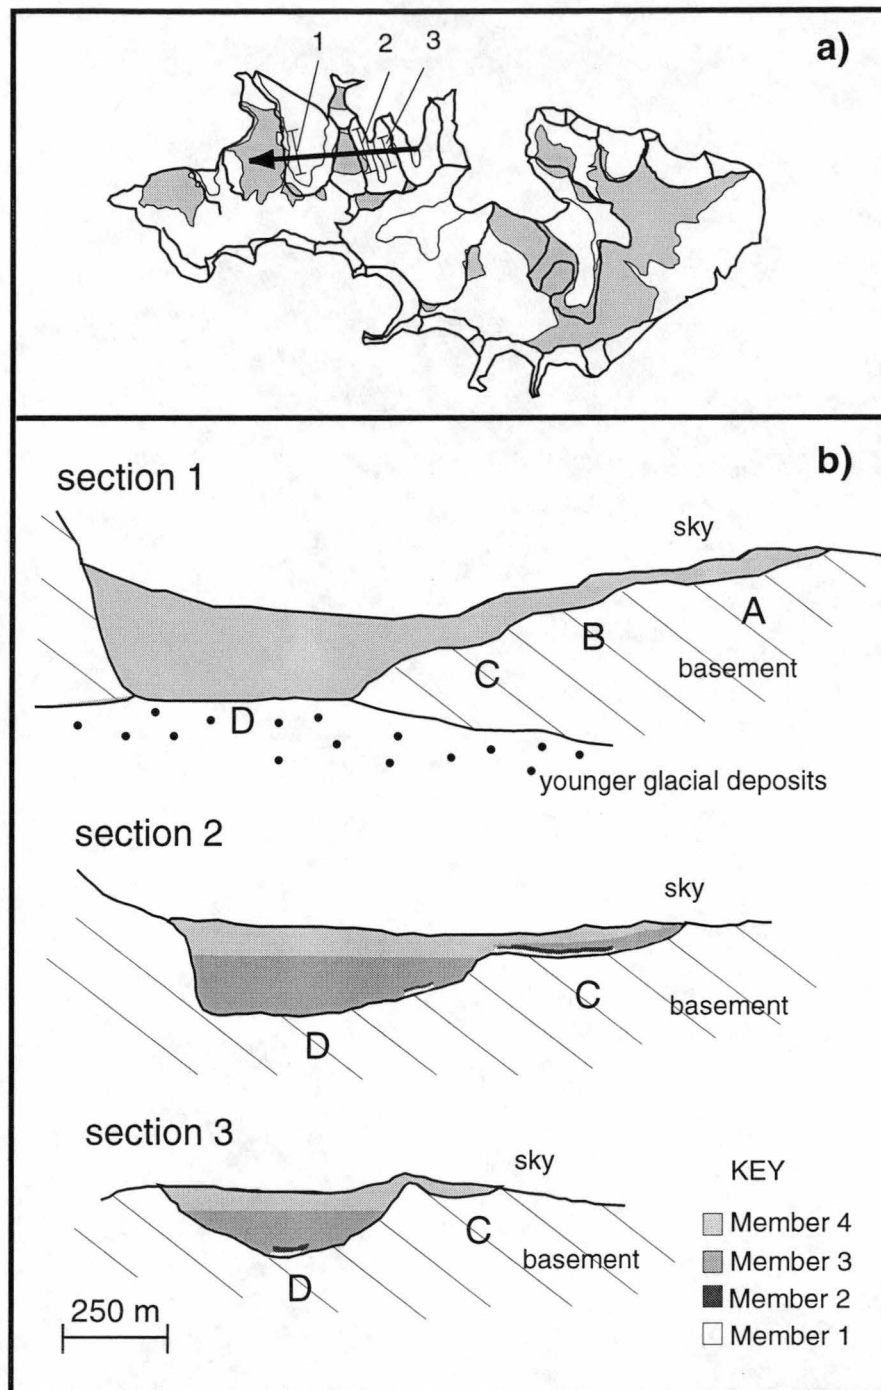 a)
1
2
3
b)
section 1
sky
A
B
C
basement
D
younger glacial deposits
section 2
sky
C
basement
D
section 3
sky
C
basement
D
250 m
KEY
Member 4
Member 3
Member 2
Member 1